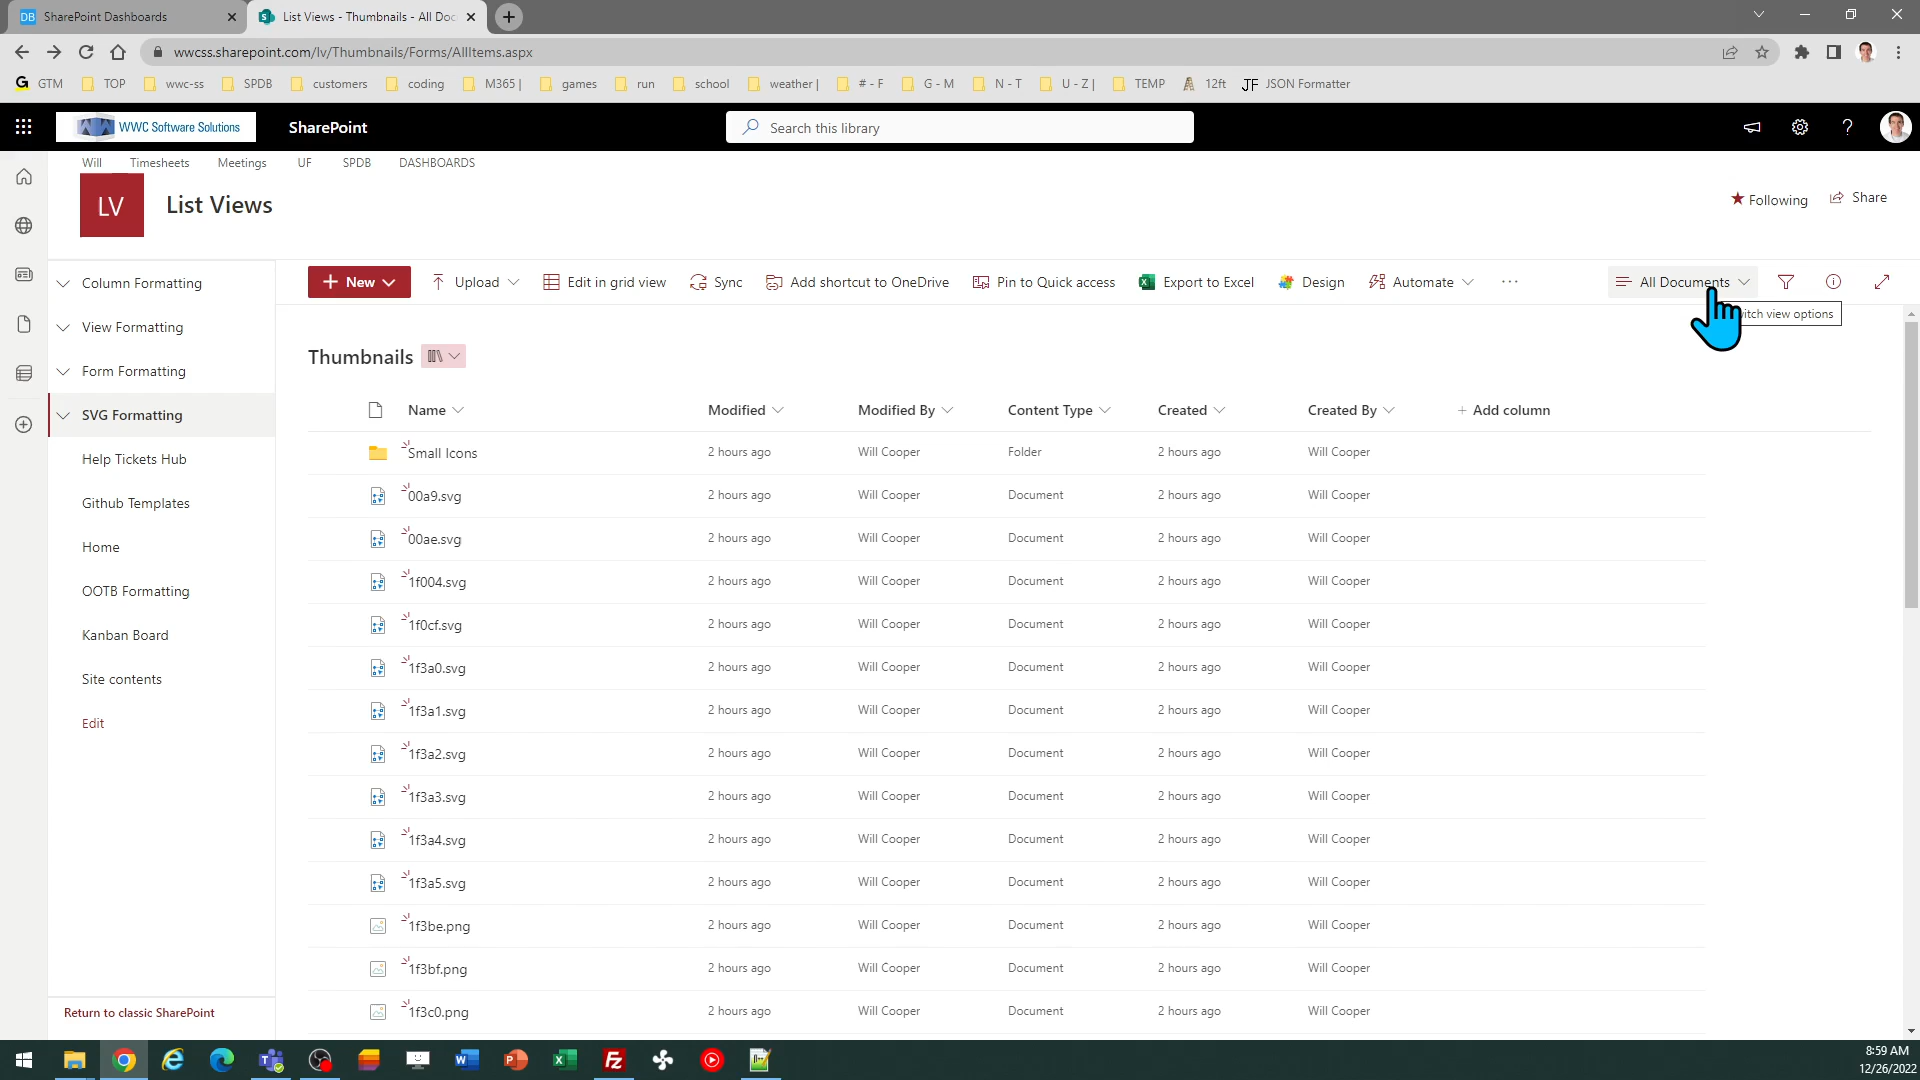 SharePoint Dashboards
List Views - Thumbnails - All Doc
wwcss.sharepoint.com/lv/Thumbnails/Forms/AllItems.aspx
GTM TOP wwc-ss SPDB customers coding M365 | games run school weather | # - F G - M N - T U - Z | TEMP 12ft JF JSON Formatter
WWC Software Solutions SharePoint Search this library
Will Timesheets Meetings UF SPDB DASHBOARDS
LV List Views
Following Share
New Upload Edit in grid view Sync Add shortcut to OneDrive Pin to Quick access Export to Excel Design Automate ... All Documents
view options
Column Formatting
View Formatting
Form Formatting
SVG Formatting
Help Tickets Hub
Github Templates
Home
OOTB Formatting
Kanban Board
Site contents
Edit
Return to classic SharePoint
Thumbnails
Name Modified Modified By Content Type Created Created By + Add column
Small Icons 2 hours ago Will Cooper Folder 2 hours ago Will Cooper
00a9.svg 2 hours ago Will Cooper Document 2 hours ago Will Cooper
00ae.svg 2 hours ago Will Cooper Document 2 hours ago Will Cooper
1f004.svg 2 hours ago Will Cooper Document 2 hours ago Will Cooper
1f0cf.svg 2 hours ago Will Cooper Document 2 hours ago Will Cooper
1f3a0.svg 2 hours ago Will Cooper Document 2 hours ago Will Cooper
1f3a1.svg 2 hours ago Will Cooper Document 2 hours ago Will Cooper
1f3a2.svg 2 hours ago Will Cooper Document 2 hours ago Will Cooper
1f3a3.svg 2 hours ago Will Cooper Document 2 hours ago Will Cooper
1f3a4.svg 2 hours ago Will Cooper Document 2 hours ago Will Cooper
1f3a5.svg 2 hours ago Will Cooper Document 2 hours ago Will Cooper
1f3be.png 2 hours ago Will Cooper Document 2 hours ago Will Cooper
1f3bf.png 2 hours ago Will Cooper Document 2 hours ago Will Cooper
1f3c0.png 2 hours ago Will Cooper Document 2 hours ago Will Cooper
8:59 AM
12/26/2022